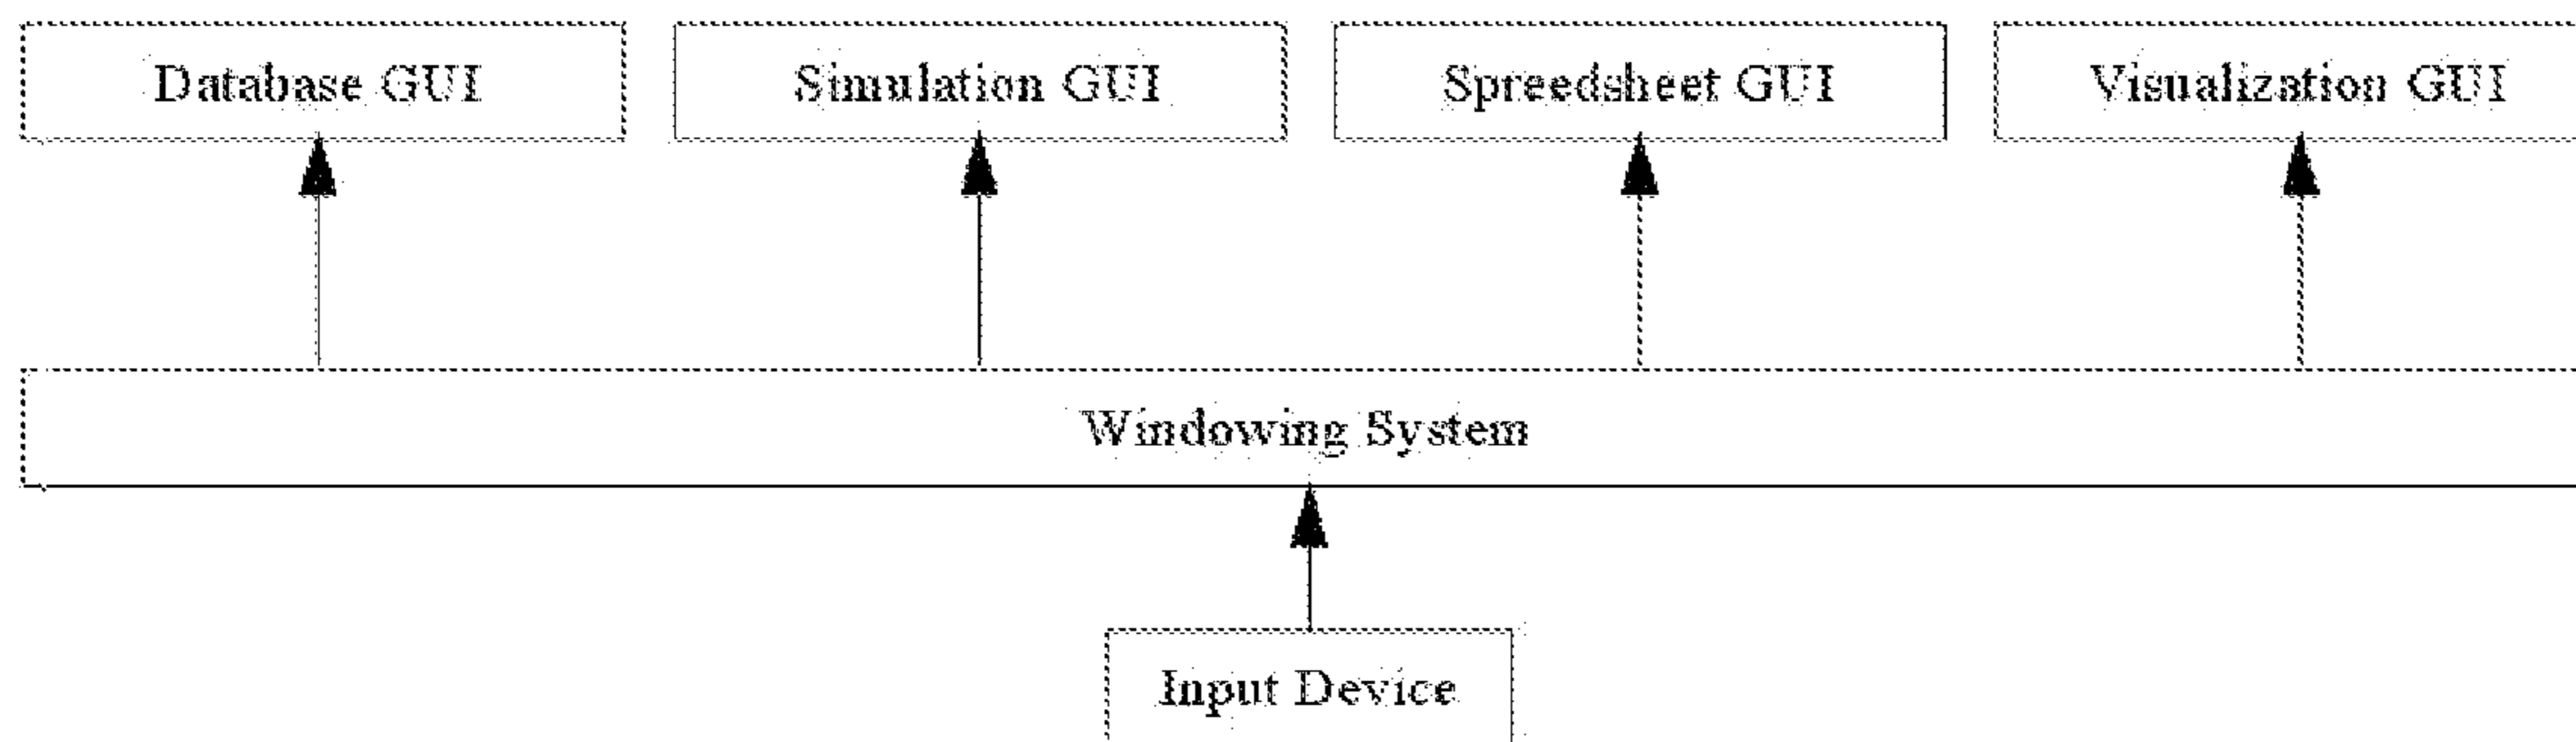 Database GUI
Simulation GUI
Spreedsheet GUI
Visualization GUI
Windowing System
Input Device